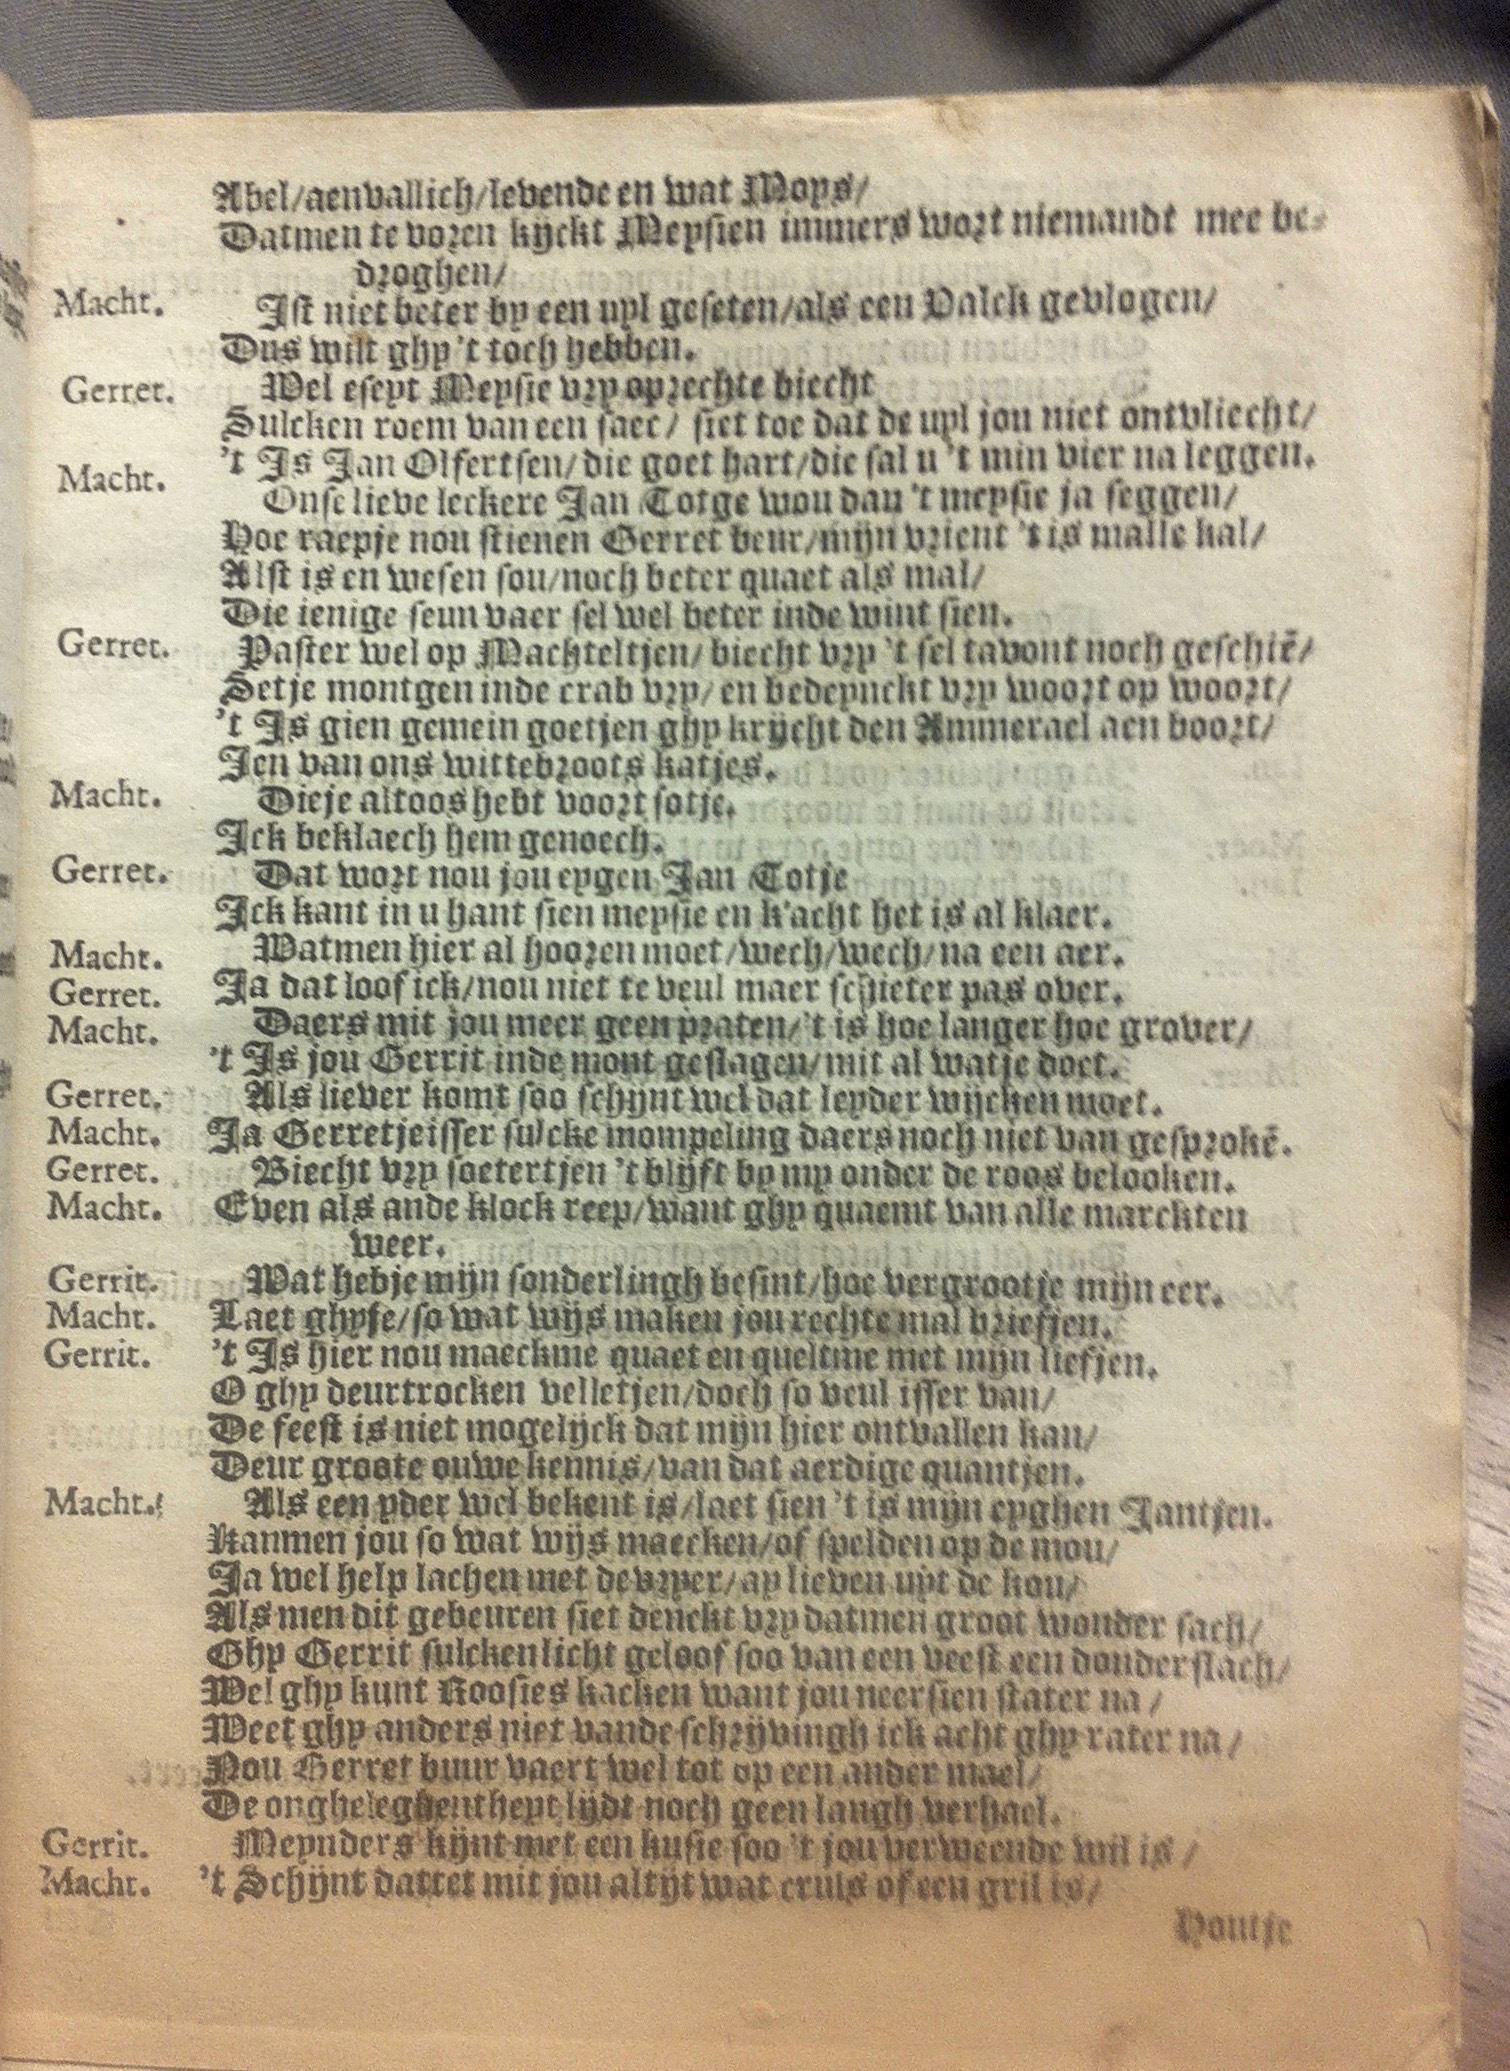 Abel/aenvallich/levende en wat Moys/
Datmen te voren kijckt Meysien immers wort niemandt mee be-
droghen/
Macht. Ist niet beter by een uyl geseten/als een Valck gevlogen/
Dus wilt ghy 't toch hebben.
Gerret. Wel eseyt Meysie vry oprechte biecht
Sulcken roem van een saec/ siet toe dat de uyl jou niet ontvliecht/
't Is Jan Olfertsen/die goet hart/die sal u 't min vier na leggen.
Macht. Onse lieve leckere Jan Totge wou dan 't meysie ja seggen/
Hoe raepje nou stienen Gerret beur/mijn vrient 't is malle kal/
Alst is en wesen sou/noch beter quaet als mal/
Die ienige seun vaer sel wel beter inde wint sien.
Gerret. Paster wel op Machteltjen/ biecht vry 't sel tavont noch geschiē/
Setje montgen inde crab vry/ en bedeynckt vry woort op woort/
't Is gien gemein goetjen ghy krijcht den Ammerael aen boort/
Ien van ons wittebroots katjes.
Macht. Dieje altoos hebt voort sotje.
Ick beklaech hem genoech.
Gerret. Dat wort nou jou eygen Jan Totje
Ick kant in u hant sien meysie en k'acht het is al klaer.
Macht. Watmen hier al hooren moet/wech/wech/na een aer.
Gerret. Ja dat loof ick/nou niet te veul maer schieter pas over.
Macht. Daers mit jou meer geen praten/'t is hoe langer hoe grover/
't Is jou Gerrit inde mont geslagen/mit al watje doet.
Gerret. Als liever komt soo schijnt wel dat leyder wijcken moet.
Macht. Ja Gerretje isser sulcke mompeling daers noch niet van gesprokē.
Gerret. Biecht vry soetertjen 't blijft by my onder de roos belooken.
Macht. Even als ande klock reep/want ghy quaemt van alle marckten
weer.
Gerrit. Wat hebje mijn sonderlingh besint/hoe vergrootje mijn eer.
Macht. Laet ghyse/so wat wijs maken jou rechte mal briefjen.
Gerrit. 't Is hier nou maeckme quaet en queltme met mijn liefjen.
O ghy deurtrocken velletjen/doch so veul isser van/
De feest is niet mogelijck dat mijn hier ontvallen kan/
Deur groote ouwe kennis/van dat aerdige quantjen.
Macht. Als een yder wel bekent is/laet sien 't is mijn eyghen Jantjen.
Kanmen jou so wat wijs maecken/of spelden op de mou/
Ja wel help lachen met de vryer/ay lieven uyt de kou/
Als men dit gebeuren siet denckt vry datmen groot wonder sach/
Ghy Gerrit sulcken licht geloof soo van een veest een donderslach/
Wel ghy kunt Roosies kacken want jou neersien stater na/
Weet ghy anders niet vande schrijvingh ick acht ghy rater na/
Nou Gerret buur vaert wel tot op een ander mael/
De ongheleghentheyt lijdt noch geen langh verhael.
Gerrit. Meynders kijnt met een kusie soo 't jou verweende wil is/
Macht. 't Schijnt dattet mit jou altijt wat cruls of een gril is/
Hontje